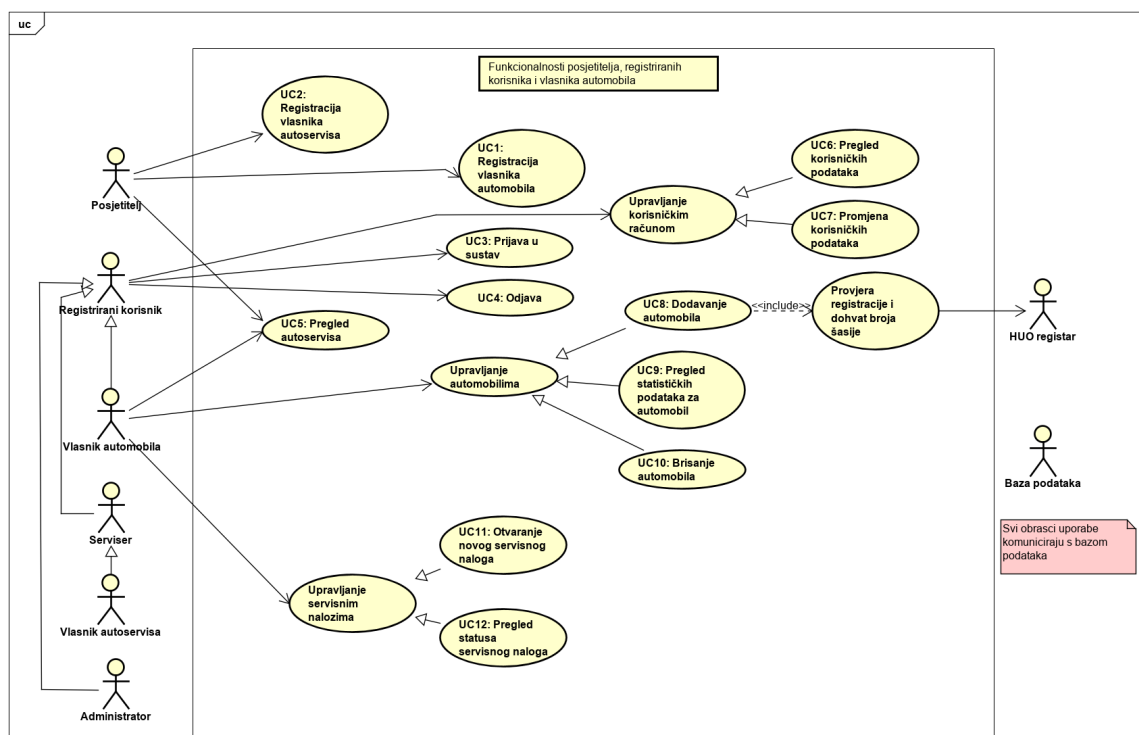 uc
Funkcionalnosti posjetitelja, registriranih
korisnika i vlasnika automobila
UC2:
Registracija
vlasnika
autoservisa
UC1:
Registracija
vlasnika
automobila
UC6: Pregled
korisničkih
podataka
Posjetitelj
Upravljanje
korisničkim
računom
UC7: Promjena
korisničkih
podataka
UC3: Prijava u
sustav
Registrirani korisnik
UC4: Odjava
UC8: Dodavanje
automobila
<<include>>
Provjera
registracije i
dohvat broja
šasije
HUO registar
UC5: Pregled
autoservisa
Upravljanje
automobilima
UC9: Pregled
statističkih
podataka za
automobil
Vlasnik automobila
UC10: Brisanje
automobila
Baza podataka
Svi obrasci uporabe
komuniciraju s bazom
podataka
Serviser
UC11: Otvaranje
novog servisnog
naloga
Upravljanje
servisnim
nalozima
UC12: Pregled
statusa
servisnog naloga
Vlasnik autoservisa
Administrator